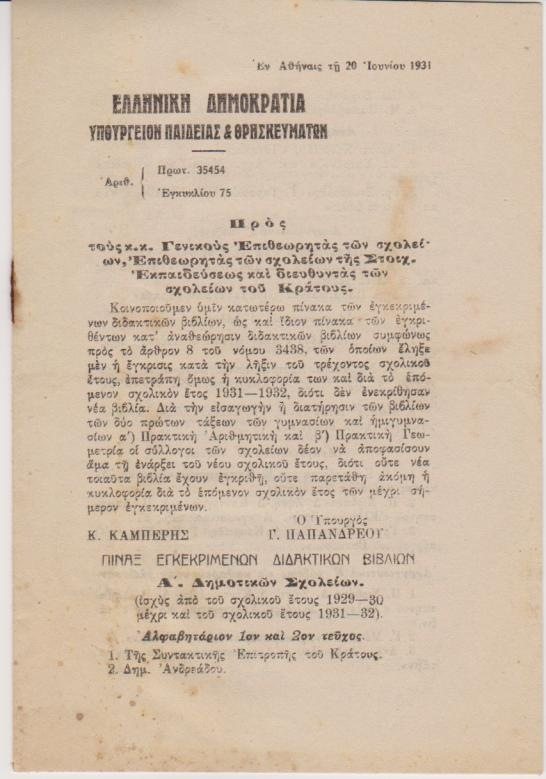 Ἐν Ἀθήναις τῇ 20 Ἰουνίου 1931
ΕΛΛΗΝΙΚΗ ΔΗΜΟΚΡΑΤΙΑ
ΥΠΟΥΡΓΕΙΟΝ ΠΑΙΔΕΙΑΣ & ΘΡΗΣΚΕΥΜΑΤΩΝ
Ἀριθ. Πρωτ. 35454
Ἐγκυκλίου 75
Πρὸς
τοὺς κ.κ. Γενικοὺς Ἐπιθεωρητὰς τῶν σχολεί-
ων, Ἐπιθεωρητὰς τῶν σχολείων τῆς Στοιχ.
Ἐκπαιδεύσεως καὶ διευθυντὰς τῶν
σχολείων τοῦ Κράτους.
Κοινοποιοῦμεν ὑμῖν κατωτέρω πίνακα τῶν ἐγκεκριμέ-
νων διδακτικῶν βιβλίων, ὡς καὶ ἴδιον πίνακα τῶν ἐγκρι-
θέντων κατ' ἀναθεώρησιν διδακτικῶν βιβλίων συμφώνως
πρὸς τὸ ἄρθρον 8 τοῦ νόμου 3438, τῶν ὁποίων ἔληξε
μὲν ἡ ἔγκρισις κατὰ τὴν λῆξιν τοῦ τρέχοντος σχολικοῦ
ἔτους, ἐπετράπη ὅμως ἡ κυκλοφορία των καὶ διὰ τὸ ἑπό-
μενον σχολικὸν ἔτος 1931—1932, διότι δὲν ἐνεκρίθησαν
νέα βιβλία. Διὰ τὴν εἰσαγωγὴν ἢ διατήρησιν τῶν βιβλίων
τῶν δύο πρώτων τάξεων τῶν γυμνασίων καὶ ἡμιγυμνα-
σίων α') Πρακτικὴ Ἀριθμητικὴ καὶ β') Πρακτικὴ Γεω-
μετρία οἱ σύλλογοι τῶν σχολείων δέον νὰ ἀποφασίσουν
ἅμα τῇ ἐνάρξει τοῦ νέου σχολικοῦ ἔτους, διότι οὔτε νέα
τοιαῦτα βιβλία ἔχουν ἐγκριθῆ, οὔτε παρετάθη ἀκόμη ἡ
κυκλοφορία διὰ τὸ ἑπόμενον σχολικὸν ἔτος τῶν μέχρι σή-
μερον ἐγκεκριμένων.
Ὁ Ὑπουργὸς
Κ. ΚΑΜΠΕΡΗΣ Γ. ΠΑΠΑΝΔΡΕΟΥ
ΠΙΝΑΞ ΕΓΚΕΚΡΙΜΕΝΩΝ ΔΙΔΑΚΤΙΚΩΝ ΒΙΒΛΙΩΝ
Α΄. Δημοτικῶν Σχολείων.
(ἰσχὺς ἀπὸ τοῦ σχολικοῦ ἔτους 1929—30
μέχρι καὶ τοῦ σχολικοῦ ἔτους 1931—32).
Ἀλφαβητάριον 1ον καὶ 2ον τεῦχος.
1. Τῆς Συντακτικῆς Ἐπιτροπῆς τοῦ Κράτους.
2. Δημ. Ἀνδρεάδου.